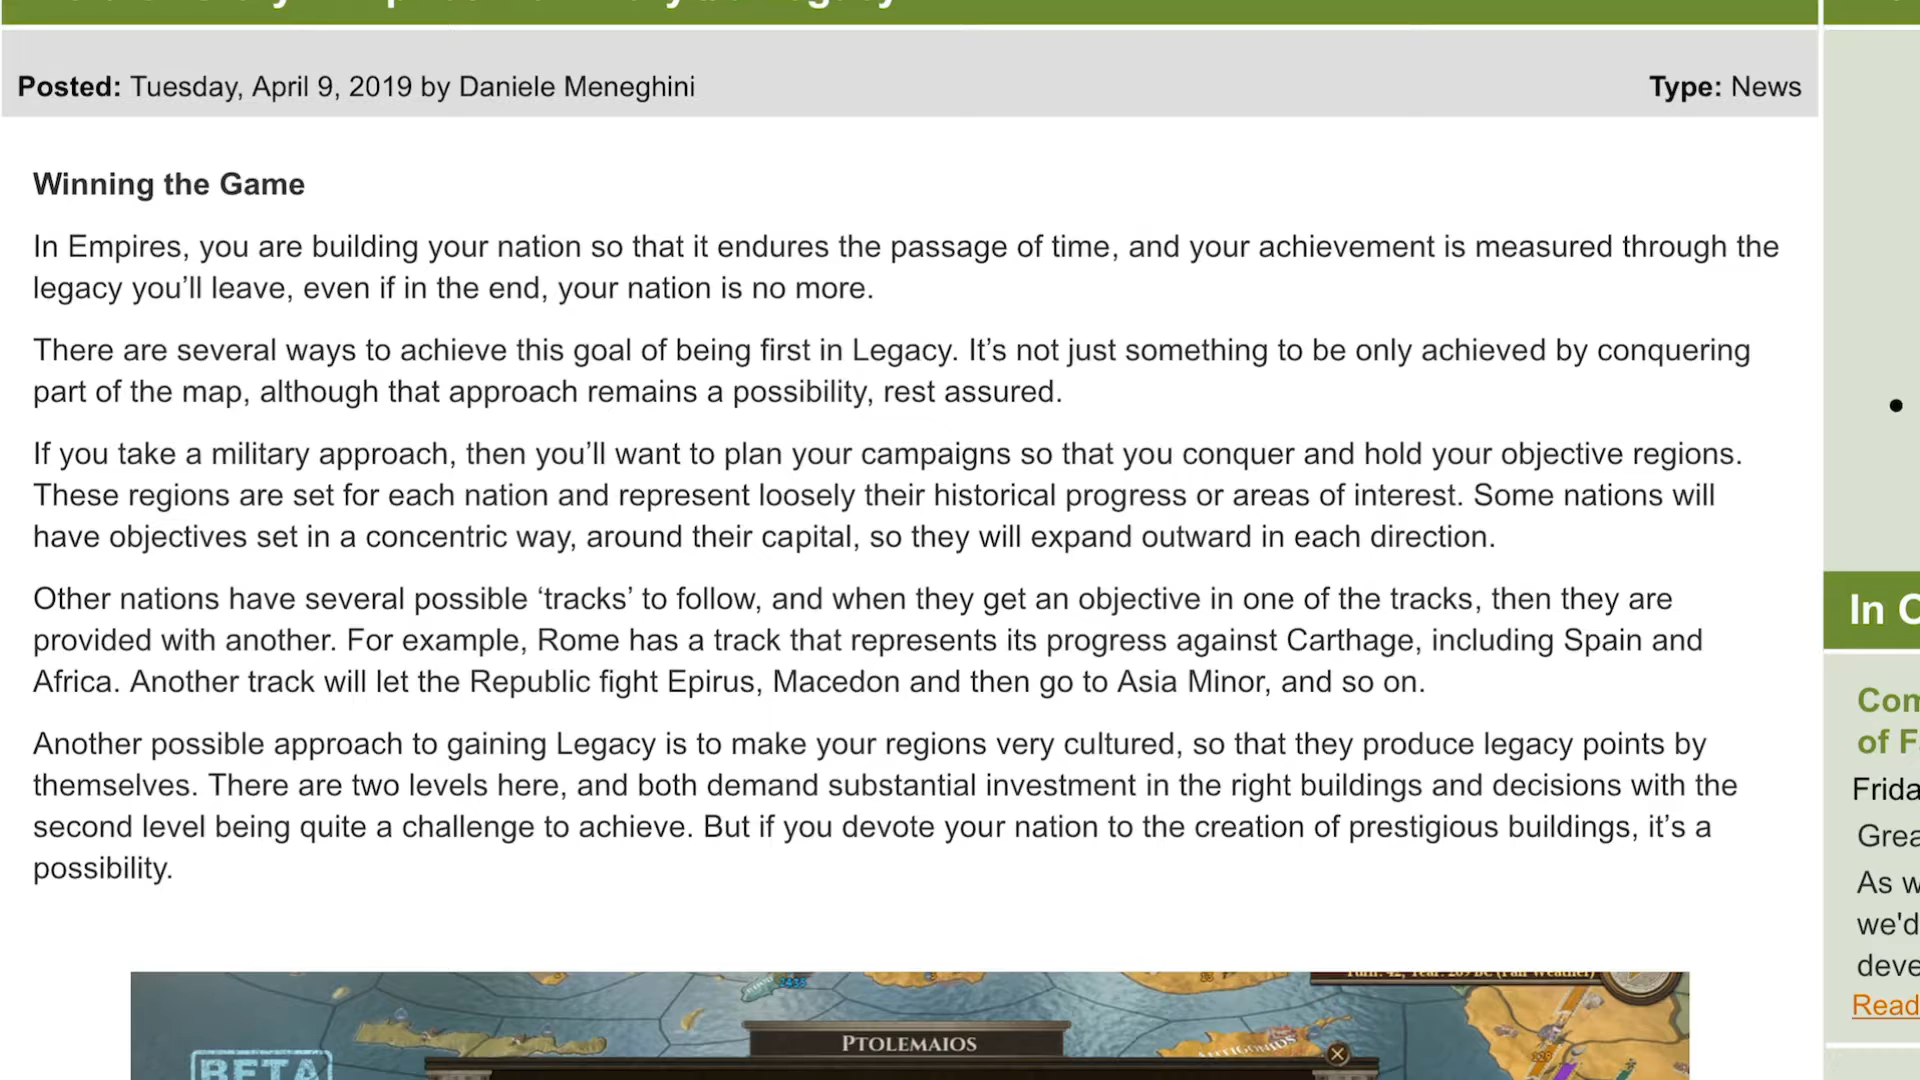 Posted: Tuesday, April 9, 2019 by Daniele Meneghini
Type: News
Winning the Game
In Empires, you are building your nation so that it endures the passage of time, and your achievement is measured through the
legacy you’ll leave, even if in the end, your nation is no more.
There are several ways to achieve this goal of being first in Legacy. It’s not just something to be only achieved by conquering
part of the map, although that approach remains a possibility, rest assured.
If you take a military approach, then you’ll want to plan your campaigns so that you conquer and hold your objective regions.
These regions are set for each nation and represent loosely their historical progress or areas of interest. Some nations will
have objectives set in a concentric way, around their capital, so they will expand outward in each direction.
Other nations have several possible ‘tracks’ to follow, and when they get an objective in one of the tracks, then they are
provided with another. For example, Rome has a track that represents its progress against Carthage, including Spain and
Africa. Another track will let the Republic fight Epirus, Macedon and then go to Asia Minor, and so on.
Another possible approach to gaining Legacy is to make your regions very cultured, so that they produce legacy points by
themselves. There are two levels here, and both demand substantial investment in the right buildings and decisions with the
second level being quite a challenge to achieve. But if you devote your nation to the creation of prestigious buildings, it’s a
possibility.
PTOLEMAIOS
BETA
ANTIGONIDS
In
Com
of F
Frida
Grea
As w
we'd
deve
Read